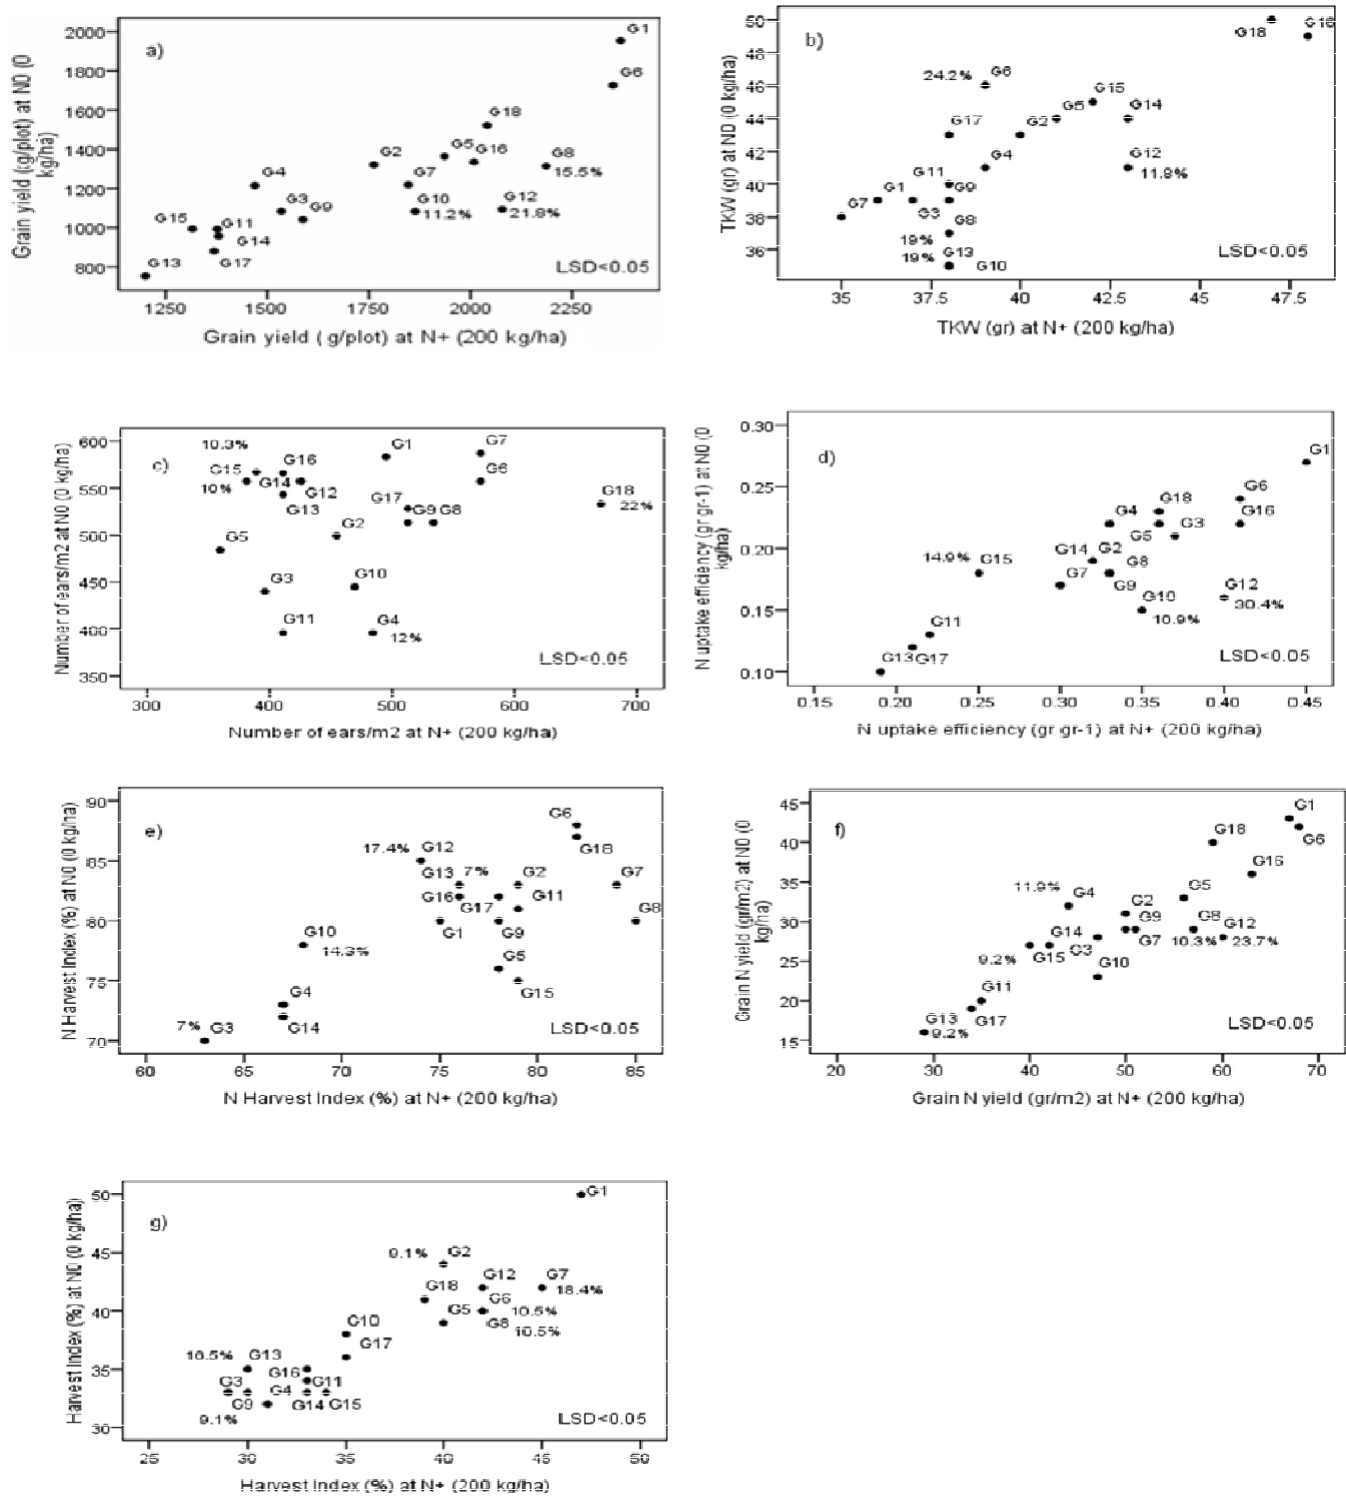 a)
Grain yield (g/plot) at N0 (0
kg/ha)
2000
1800
1600
1400
1200
1000
800
G1
G6
G18
G5
G16
G2
G8
15.5%
G7
G4
G10
11.2%
G12
21.8%
G3
G9
G15
G11
G14
G13
G17
LSD<0.05
1250
1500
1750
2000
2250
Grain yield ( g/plot) at N+ (200 kg/ha)
b)
TKW (gr) at N0 (0 kg/ha)
50
48
46
44
42
40
38
36
G16
G18
G6
24.2%
G15
G14
G5
G17
G2
G12
11.8%
G4
G11
G1
G9
G7
G3
G8
19%
G13
19%
G10
LSD<0.05
35
37.5
40
42.5
45
47.5
TKW (gr) at N+ (200 kg/ha)
c)
Number of ears/m2 at N0 (0 kg/ha)
600
550
500
450
400
350
10.3%
G16
G1
G7
G15
G14
G6
10%
G12
G13
G17
G9
G8
G18
22%
G2
G5
G3
G10
G11
G4
12%
LSD<0.05
300
400
500
600
700
Number of ears/m2 at N+ (200 kg/ha)
d)
N uptake efficiency (gr gr-1) at N0 (0
kg/ha)
0.30
0.25
0.20
0.15
0.10
G1
G6
G18
G4
G16
G3
G5
14.9%
G15
G14
G2
G8
G7
G9
G12
30.4%
G10
10.9%
G11
G13
G17
LSD<0.05
0.15
0.20
0.25
0.30
0.35
0.40
0.45
N uptake efficiency (gr gr-1) at N+ (200 kg/ha)
e)
N Harvest Index (%) at N0 (0 kg/ha)
90
85
80
75
70
G6
G18
17.4%
G12
G13
7%
G2
G7
G16
G11
G17
G8
G1
G9
G10
14.3%
G5
G15
G4
G14
7%
G3
LSD<0.05
60
65
70
75
80
85
N Harvest Index (%) at N+ (200 kg/ha)
f)
Grain N yield (gr/m2) at N0 (0
kg/ha)
45
40
35
30
25
20
15
G1
G6
G18
G16
G5
11.9%
G4
G2
G9
G8
G12
G14
G7
10.3%
23.7%
G3
G15
9.2%
G10
G11
G13
G17
9.2%
LSD<0.05
20
30
40
50
60
70
Grain N yield (gr/m2) at N+ (200 kg/ha)
g)
Harvest Index (%) at N0 (0 kg/ha)
50
45
40
35
30
G1
9.1%
G2
G12
G7
18.4%
G18
G6
10.5%
G5
G8
10.5%
G10
G17
10.5%
G13
G16
G11
G3
G4
G9
G14
G15
9.1%
LSD<0.05
25
30
35
40
45
50
Harvest Index (%) at N+ (200 kg/ha)